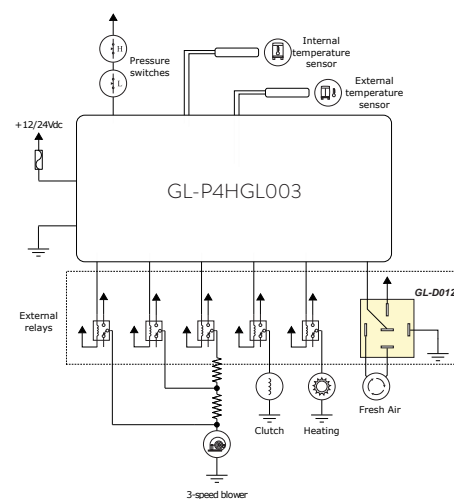 H
L
Pressure
switches
Internal
temperature
sensor
External
temperature
sensor
+12/24Vdc
GL-P4HGL003
GL-D012
External
relays
Clutch
Heating
Fresh Air
3-speed blower